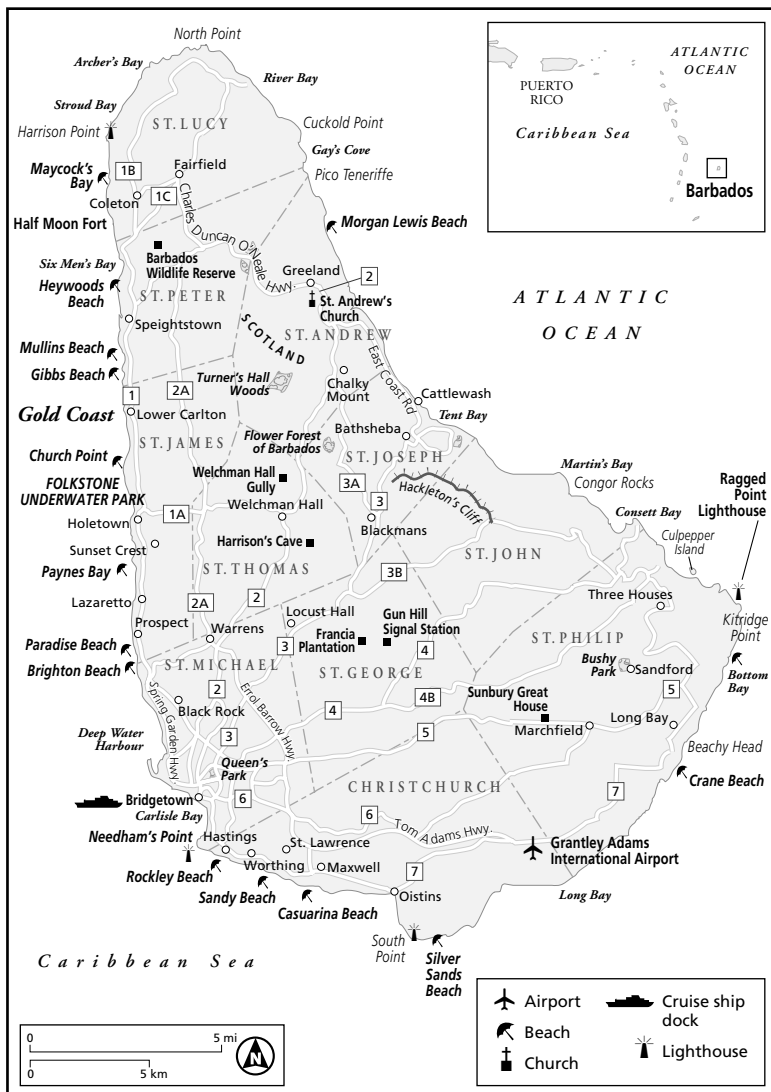 North Point
Archer's Bay
River Bay
Stroud Bay
Harrison Point
ST. LUCY
Cuckold Point
Gay's Cove
Pico Teneriffe
Maycock's
Bay
1B
Fairfield
1C
Coleton
Half Moon Fort
Charles Duncan O'Neale Hwy.
Morgan Lewis Beach
Barbados
Wildlife Reserve
Six Men's Bay
Heywoods
Beach
ST. PETER
Greeland
2
St. Andrew's
Church
Speightstown
SCOTLAND
ST. ANDREW
Mullins Beach
Gibbs Beach
Turner's Hall
Woods
Chalky
Mount
East Coast Rd
1
2A
Cattlewash
Gold Coast
Lower Carlton
Tent Bay
ST. JAMES
Flower Forest
of Barbados
Bathsheba
ST. JOSEPH
Church Point
Welchman Hall
Gully
FOLKSTONE
UNDERWATER PARK
3A
3
Hackleton's Cliff
Martin's Bay
Congor Rocks
Ragged
Point
Lighthouse
Holetown
1A
Welchman Hall
Blackmans
Consett Bay
Culpepper
Island
Sunset Crest
Harrison's Cave
ST. JOHN
Paynes Bay
ST. THOMAS
3B
Lazaretto
2A
2
Three Houses
Prospect
Locust Hall
Gun Hill
Signal Station
Kitridge
Point
Warrens
Francia
Plantation
Paradise Beach
3
4
ST. PHILIP
Brighton Beach
ST. MICHAEL
ST. GEORGE
Bushy
Park
Sandford
Bottom
Bay
Spring Garden Hwy.
2
Black Rock
Errol Barrow Hwy.
4B
Sunbury Great
House
5
4
Deep Water
Harbour
3
5
Marchfield
Long Bay
Queen's
Park
Beachy Head
Crane Beach
CHRISTCHURCH
Bridgetown
6
7
Carlisle Bay
6
Tom Adams Hwy.
Needham's Point
Hastings
St. Lawrence
Grantley Adams
International Airport
Rockley Beach
Worthing
Maxwell
7
Sandy Beach
Oistins
Long Bay
Casuarina Beach
South
Point
Silver
Sands
Beach
Caribbean Sea
ATLANTIC
OCEAN
ATLANTIC
OCEAN
PUERTO
RICO
Caribbean Sea
Barbados
0
5 mi
0
5 km
N
Airport
Beach
Church
Cruise ship
dock
Lighthouse